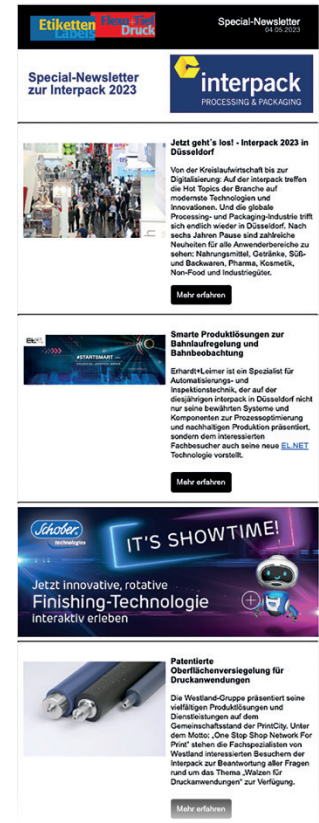 Etiketten
Labels
Flexo+Tief
Druck
Special-Newsletter
04.05.2023
Special-Newsletter
zur Interpack 2023
interpack
PROCESSING & PACKAGING
Jetzt geht´s los! - Interpack 2023 in
Düsseldorf
Von der Kreislaufwirtschaft bis zur
Digitalisierung: Auf der interpack treffen
die Hot Topics der Branche auf
modernste Technologien und
Innovationen. Und die globale
Processing- und Packaging-Industrie trifft
sich endlich wieder in Düsseldorf. Nach
sechs Jahren Pause sind zahlreiche
Neuheiten für alle Anwenderbereiche zu
sehen: Nahrungsmittel, Getränke, Süß-
und Backwaren, Pharma, Kosmetik,
Non-Food und Industriegüter.
Mehr erfahren
#STARTSMART
Smarte Produktlösungen zur
Bahnlaufregelung und
Bahnbeobachtung
Erhardt+Leimer ist ein Spezialist für
Automatisierungs- und
Inspektionstechnik, der auf der
diesjährigen interpack in Düsseldorf nicht
nur seine bewährten Systeme und
Komponenten zur Prozessoptimierung
und nachhaltigen Produktion präsentiert,
sondern dem interessierten
Fachbesucher auch seine neue EL.NET
Technologie vorstellt.
Mehr erfahren
Schober
technologies
IT'S SHOWTIME!
Jetzt innovative, rotative
Finishing-Technologie
interaktiv erleben
Patentierte
Oberflächenversiegelung für
Druckanwendungen
Die Westland-Gruppe präsentiert seine
vielfältigen Produktlösungen und
Dienstleistungen auf dem
Gemeinschaftsstand der PrintCity. Unter
dem Motto: „One Stop Shop Network For
Print" stehen die Fachspezialisten von
Westland interessierten Besuchern der
Interpack zur Beantwortung aller Fragen
rund um das Thema „Walzen für
Druckanwendungen" zur Verfügung.
Mehr erfahren